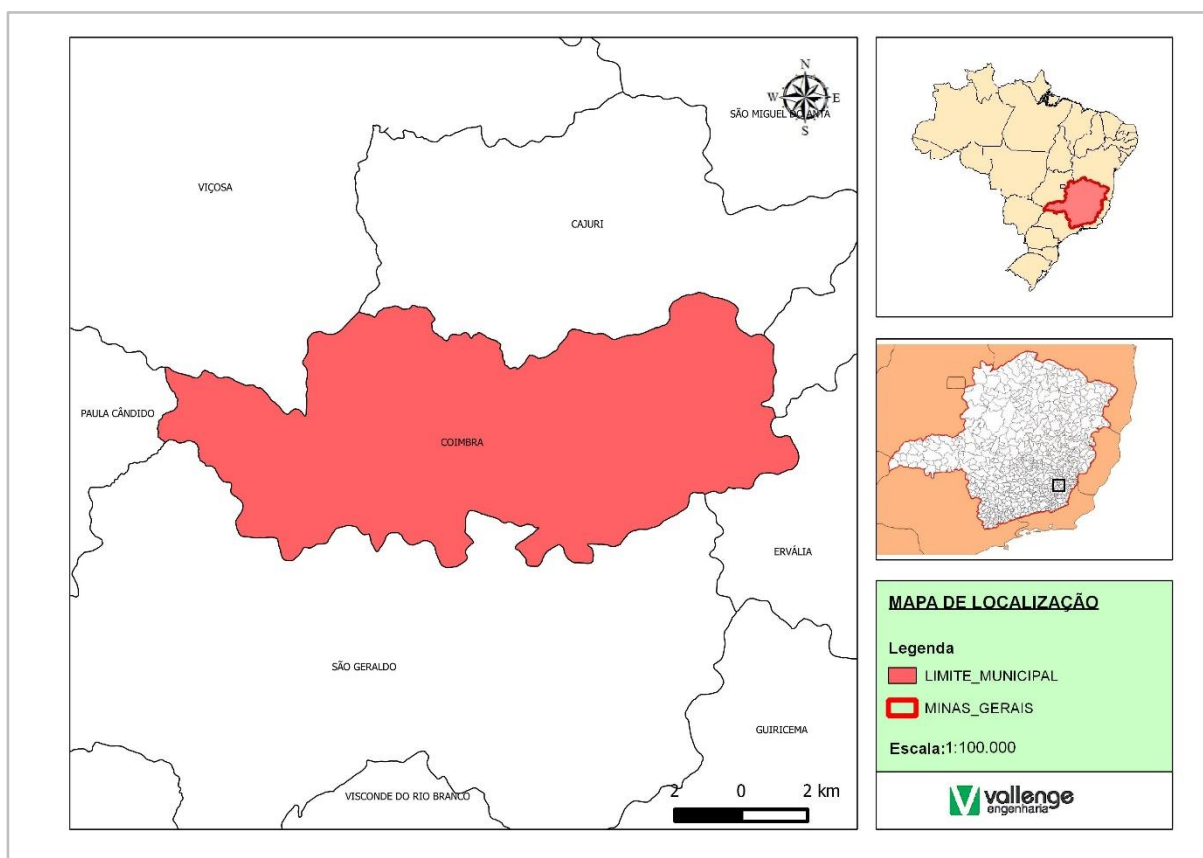 N
W E
S
SÃO MIGUEL DO ANTA
VIÇOSA
CAJURI
PAULA CÂNDIDO
COIMBRA
ERVÁLIA
SÃO GERALDO
GUIRICEMA
VISCONDE DO RIO BRANCO
2 0 2 km
MAPA DE LOCALIZAÇÃO
Legenda
LIMITE_MUNICIPAL
MINAS_GERAIS
Escala:1:100.000
vallenge
engenharia